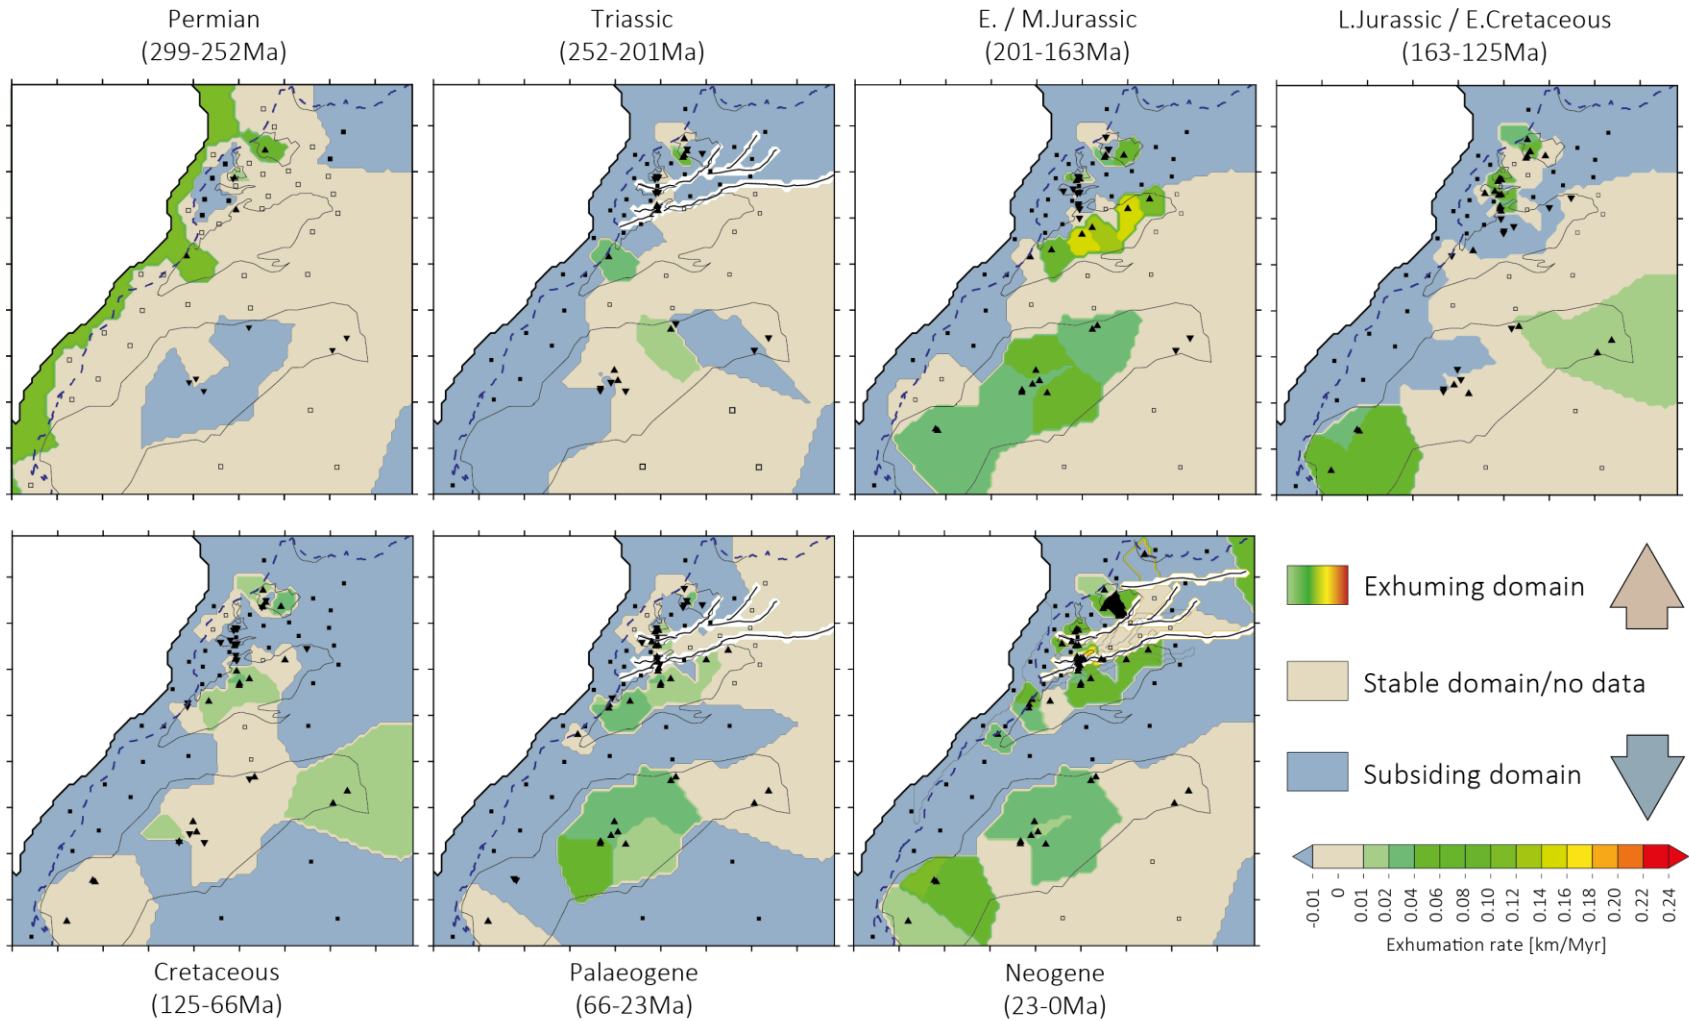 Permian
(299-252Ma)
Triassic
(252-201Ma)
E. / M.Jurassic
(201-163Ma)
L.Jurassic / E.Cretaceous
(163-125Ma)
Cretaceous
(125-66Ma)
Palaeogene
(66-23Ma)
Neogene
(23-0Ma)
Exhuming domain
Stable domain/no data
Subsiding domain
-0.01
0
0.01
0.02
0.04
0.06
0.08
0.10
0.12
0.14
0.16
0.18
0.20
0.22
0.24
Exhumation rate [km/Myr]